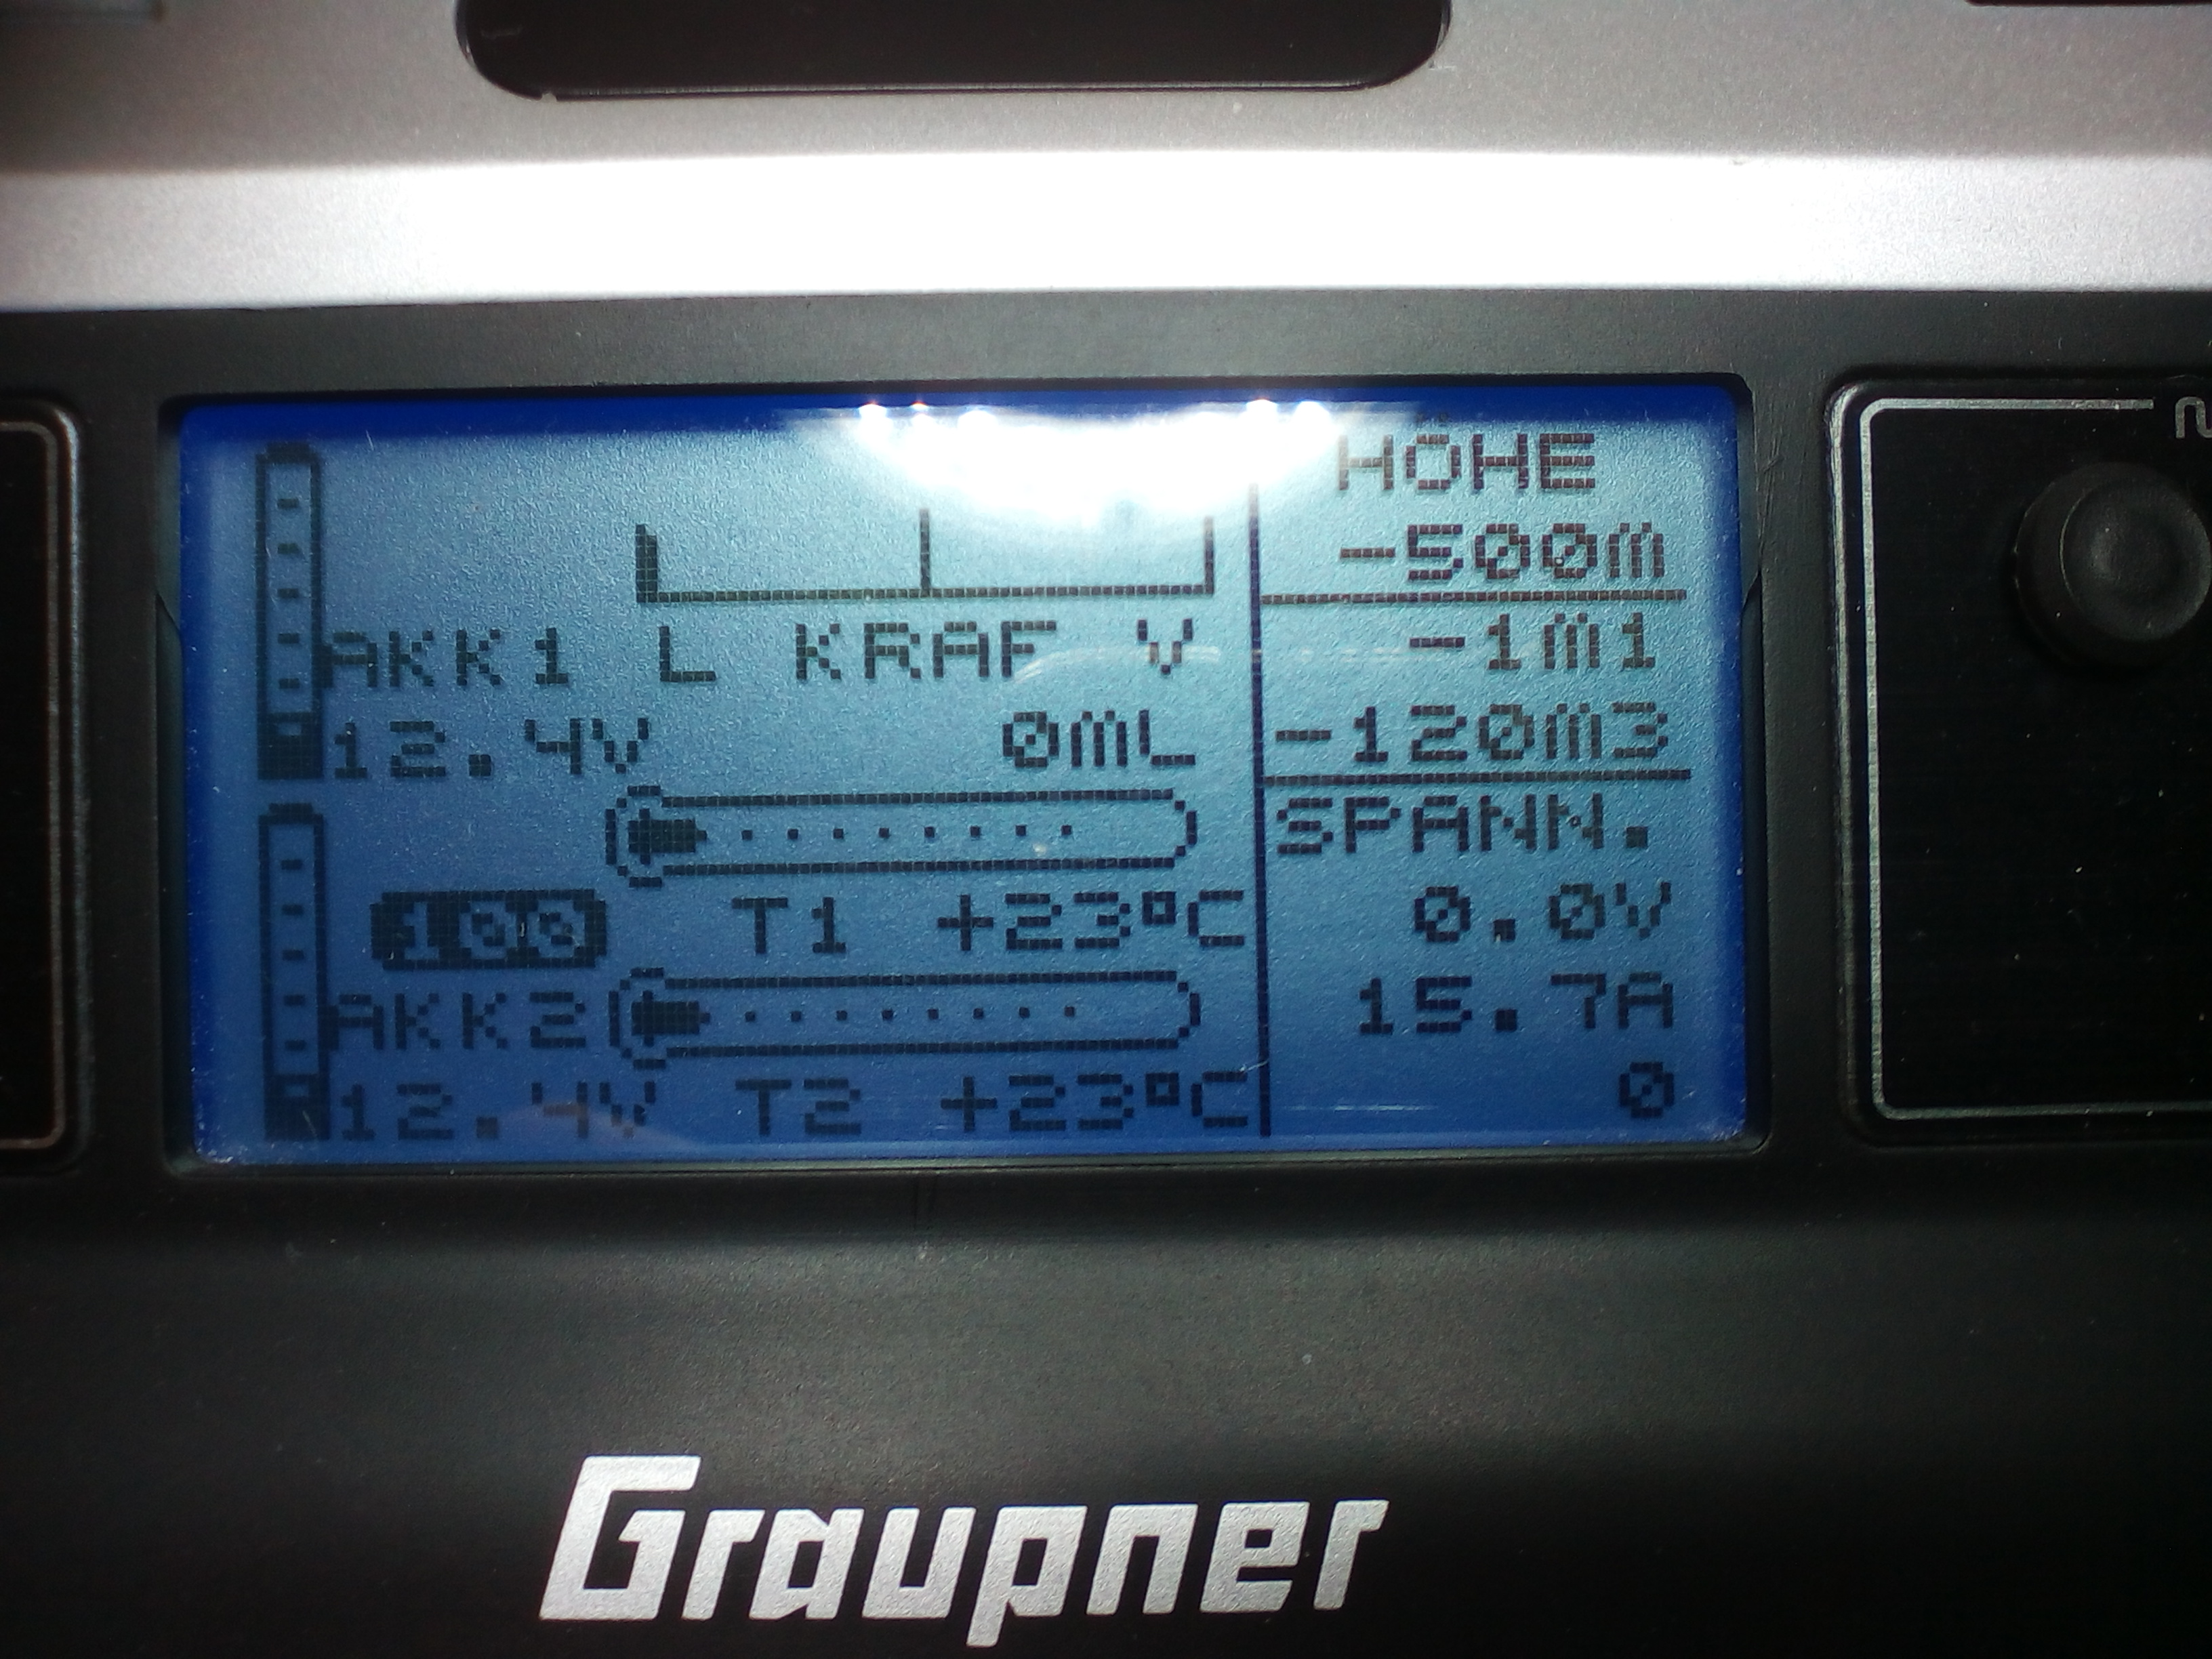 HÖHE
-500m
AKK1 L KRAF V -1m1
12.4V 0mL -120m3
SPANN.
100 T1 +23°C 0.0V
AKK2 15.7A
12.4V T2 +23°C 0
Graupner